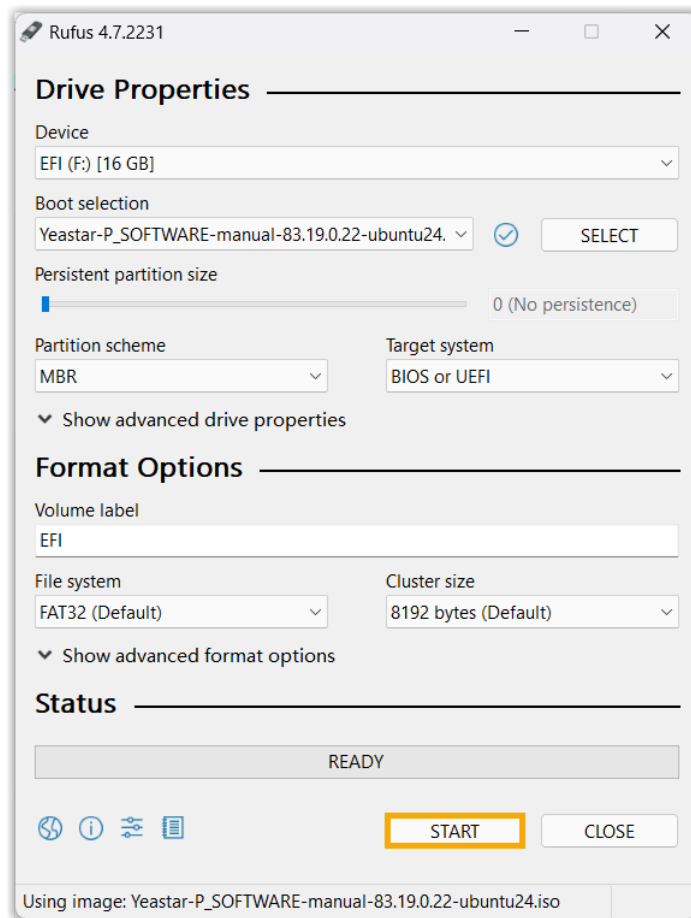 Rufus 4.7.2231
Drive Properties
Device
EFI (F:) [16 GB]
Boot selection
Yeastar-P_SOFTWARE-manual-83.19.0.22-ubuntu24.
SELECT
Persistent partition size
0 (No persistence)
Partition scheme
Target system
MBR
BIOS or UEFI
Show advanced drive properties
Format Options
Volume label
EFI
File system
Cluster size
FAT32 (Default)
8192 bytes (Default)
Show advanced format options
Status
READY
START
CLOSE
Using image: Yeastar-P_SOFTWARE-manual-83.19.0.22-ubuntu24.iso